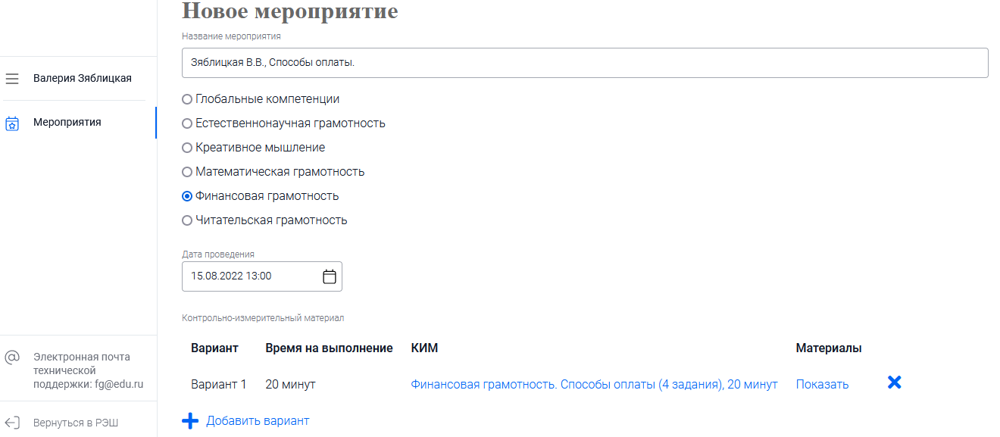 Новое мероприятие
Название мероприятия
Зяблицкая В.В., Способы оплаты.
Валерия Зяблицкая
Мероприятия
Глобальные компетенции
Естественнонаучная грамотность
Креативное мышление
Математическая грамотность
Финансовая грамотность
Читательская грамотность
Дата проведения
15.08.2022 13:00
Контрольно-измерительный материал
Вариант Время на выполнение КИМ Материалы
Вариант 1 20 минут Финансовая грамотность. Способы оплаты (4 задания), 20 минут Показать
Добавить вариант
Электронная почта
технической
поддержки: fg@edu.ru
Вернуться в РЭШ